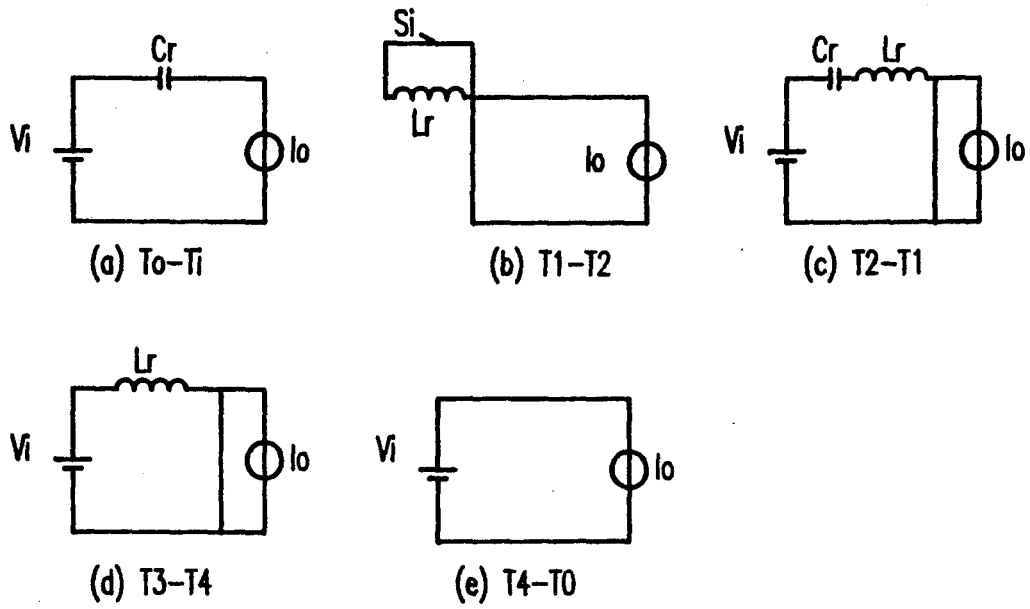 Cr
Vi
Io
(a) To-Ti
Si
Lr
Io
(b) T1-T2
Cr Lr
Vi
Io
(c) T2-T1
Lr
Vi
Io
(d) T3-T4
Vi
Io
(e) T4-T0